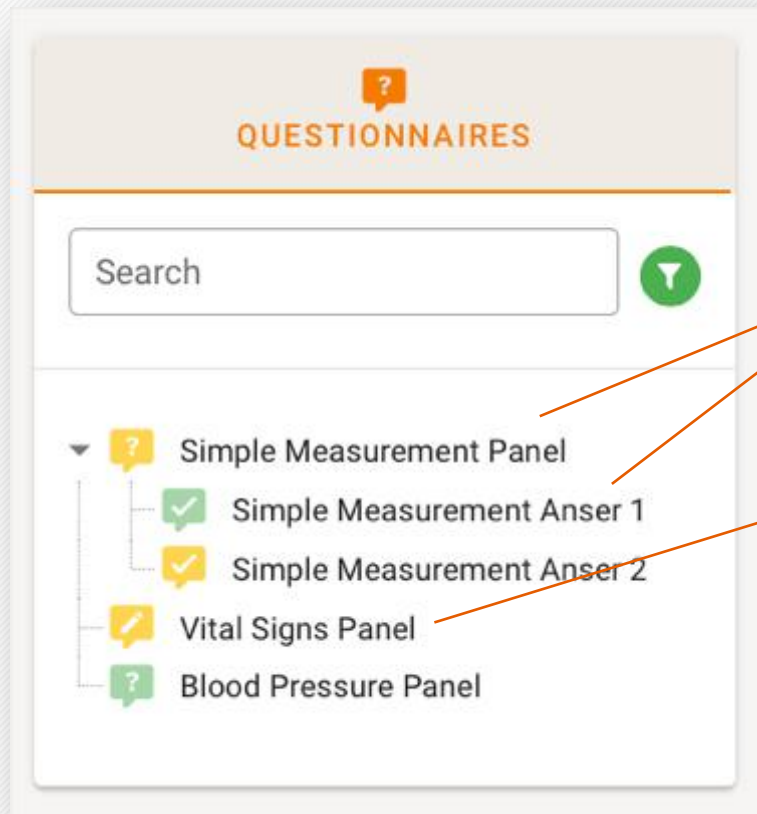 QUESTIONNAIRES
Search
Simple Measurement Panel
Simple Measurement Anser 1
Simple Measurement Anser 2
Vital Signs Panel
Blood Pressure Panel